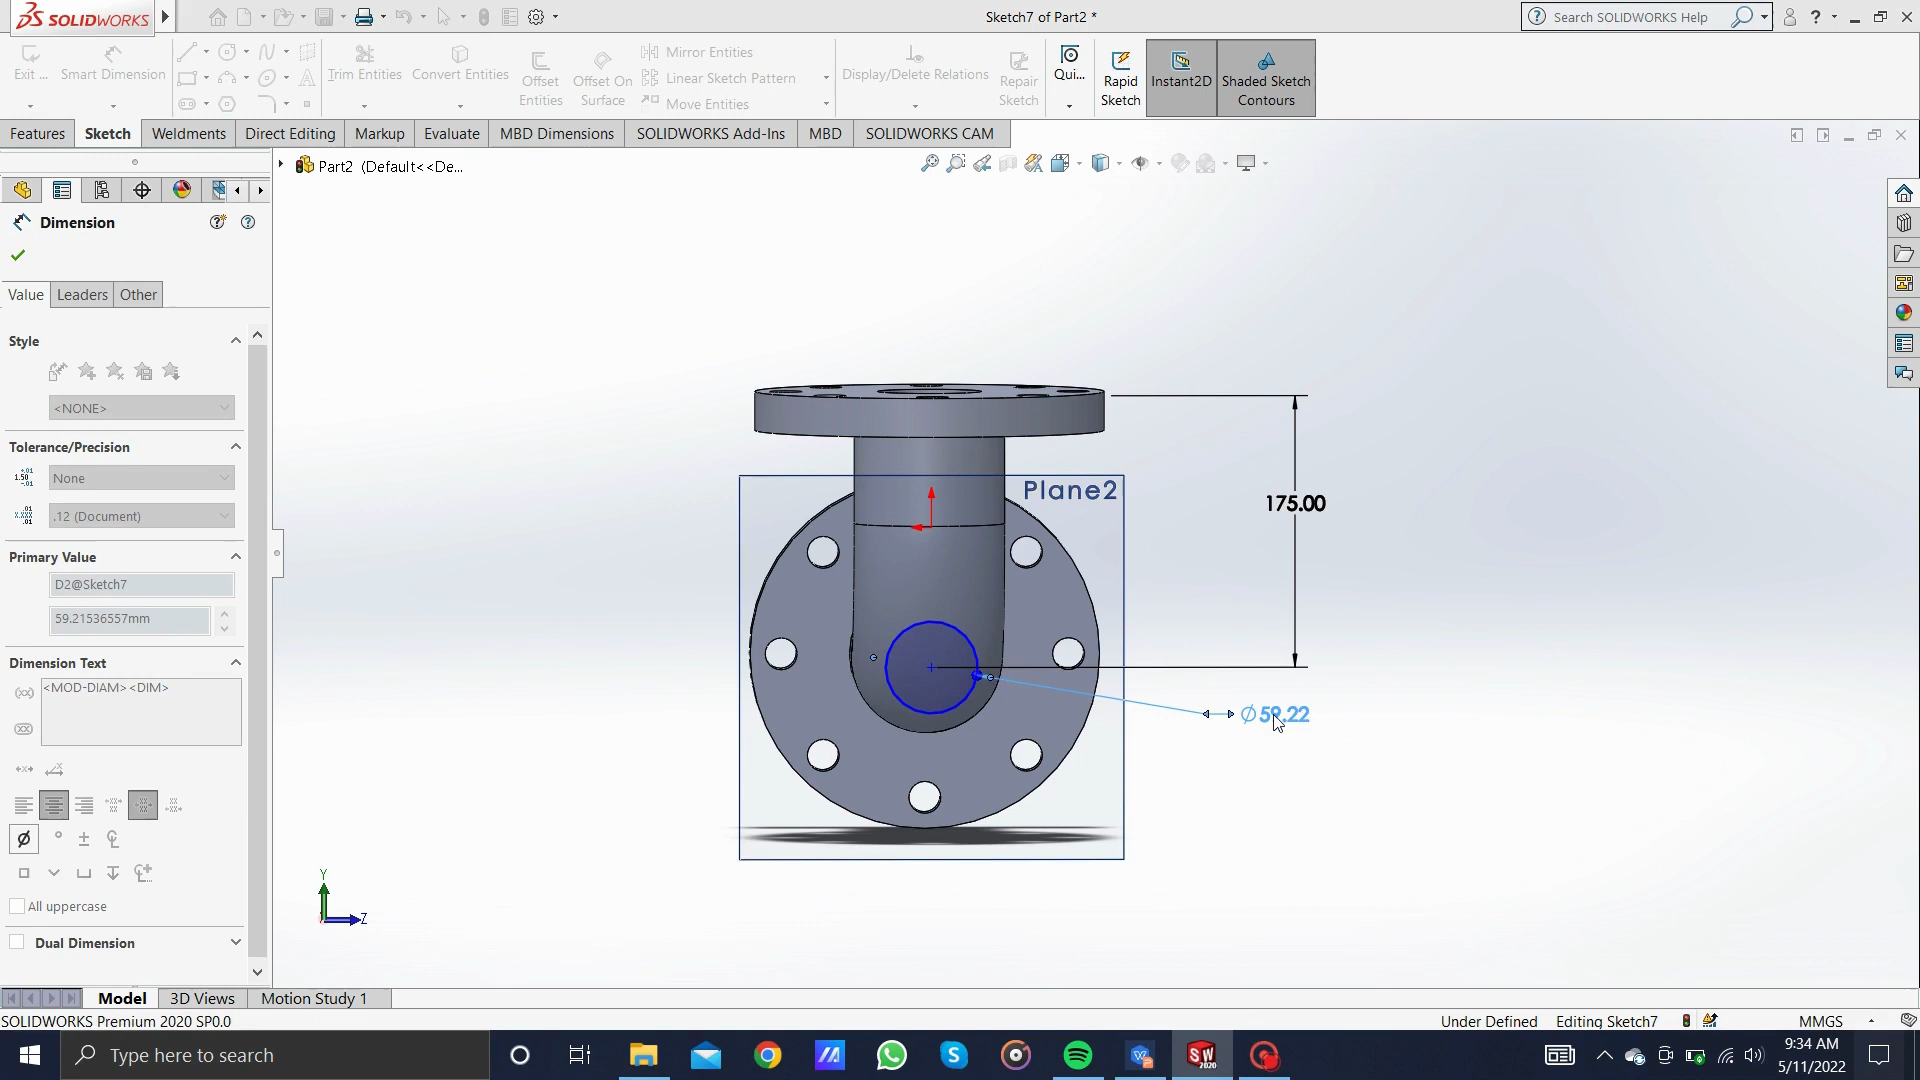 SOLIDWORKS
Sketch7 of Part2 *
Search SOLIDWORKS Help
Exit ...
Smart Dimension
Trim Entities
Convert Entities
Offset Entities
Offset On Surface
Mirror Entities
Linear Sketch Pattern
Move Entities
Display/Delete Relations
Repair Sketch
Qui...
Rapid Sketch
Instant2D
Shaded Sketch Contours
Features
Sketch
Weldments
Direct Editing
Markup
Evaluate
MBD Dimensions
SOLIDWORKS Add-Ins
MBD
SOLIDWORKS CAM
Part2 (Default<<De...
Dimension
Value
Leaders
Other
Style
<NONE>
Tolerance/Precision
None
.12 (Document)
Primary Value
D2@Sketch7
59.21536557mm
Dimension Text
<MOD-DIAM><DIM>
All uppercase
Dual Dimension
Plane2
175.00
∅59.22
Y
Z
Model
3D Views
Motion Study 1
SOLIDWORKS Premium 2020 SP0.0
Under Defined
Editing Sketch7
MMGS
Type here to search
SW
2020
9:34 AM
5/11/2022